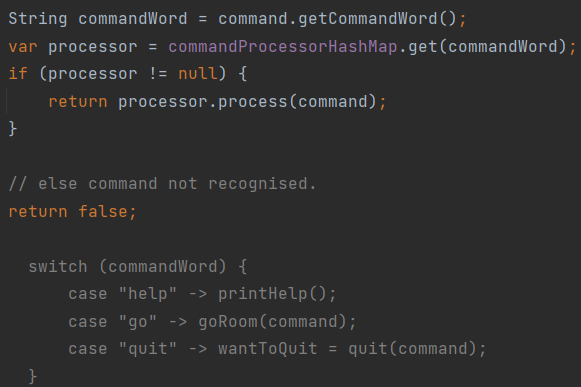 String commandWord = command.getCommandWord();
var processor = commandProcessorHashMap.get(commandWord);
if (processor != null) {
    return processor.process(command);
}

// else command not recognised.
return false;

  switch (commandWord) {
      case "help" -> printHelp();
      case "go" -> goRoom(command);
      case "quit" -> wantToQuit = quit(command);
  }